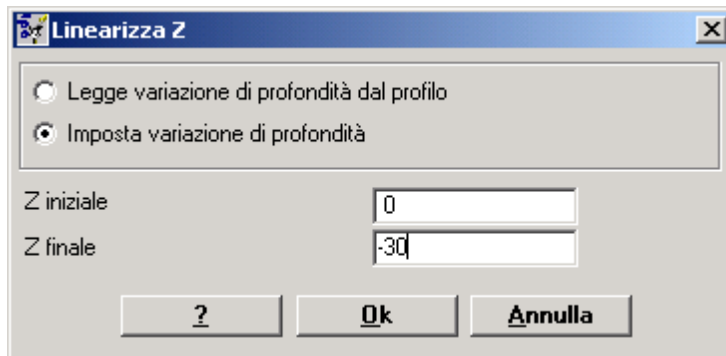 Linearizza Z
Legge variazione di profondità dal profilo
Imposta variazione di profondità
Z iniziale 0
Z finale -30
? Ok Annulla